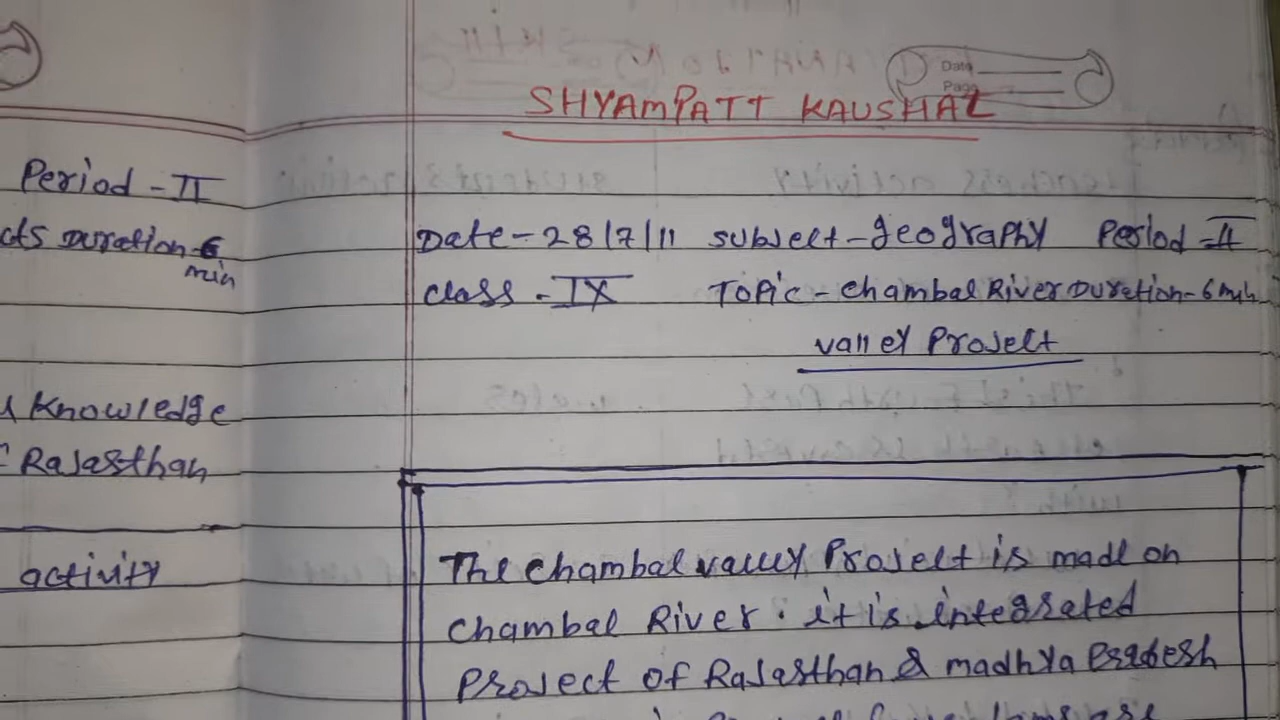 Date
Page
SHYAMPATT KAUSHAL
Period - II
Duration - 6
min
Knowledge
Rajasthan
activity
Date - 28/7/11 subject - geography Period - II
class - IX Topic - Chambal River Duration - 6 min
valley Project
The Chambal valley Project is made on
Chambal River. it is integrated
Project of Rajasthan & madhya Pradesh